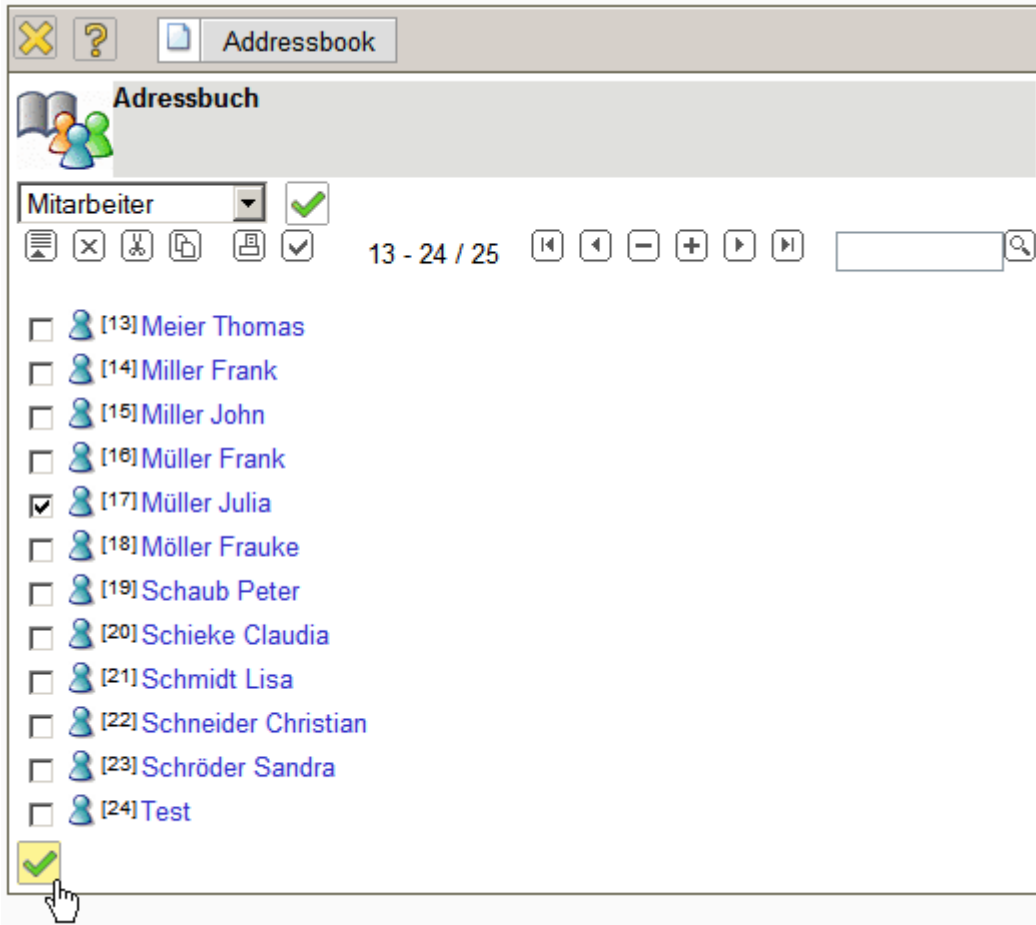 Addressbook
Adressbuch
Mitarbeiter
13 - 24 / 25
[13] Meier Thomas
[14] Miller Frank
[15] Miller John
[16] Müller Frank
[17] Müller Julia
[18] Möller Frauke
[19] Schaub Peter
[20] Schieke Claudia
[21] Schmidt Lisa
[22] Schneider Christian
[23] Schröder Sandra
[24] Test